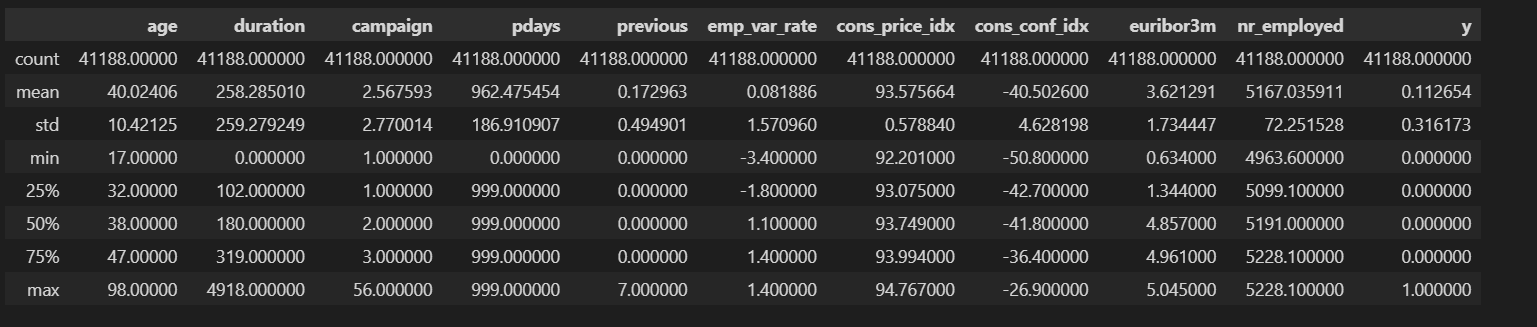 age duration campaign pdays previous emp_var_rate cons_price_idx cons_conf_idx euribor3m nr_employed y
count 41188.00000 41188.000000 41188.000000 41188.000000 41188.000000 41188.000000 41188.000000 41188.000000 41188.000000 41188.000000 41188.000000
mean 40.02406 258.285010 2.567593 962.475454 0.172963 0.081886 93.575664 -40.502600 3.621291 5167.035911 0.112654
std 10.42125 259.279249 2.770014 186.910907 0.494901 1.570960 0.578840 4.628198 1.734447 72.251528 0.316173
min 17.00000 0.000000 1.000000 0.000000 0.000000 -3.400000 92.201000 -50.800000 0.634000 4963.600000 0.000000
25% 32.00000 102.000000 1.000000 999.000000 0.000000 -1.800000 93.075000 -42.700000 1.344000 5099.100000 0.000000
50% 38.00000 180.000000 2.000000 999.000000 0.000000 1.100000 93.749000 -41.800000 4.857000 5191.000000 0.000000
75% 47.00000 319.000000 3.000000 999.000000 0.000000 1.400000 93.994000 -36.400000 4.961000 5228.100000 0.000000
max 98.00000 4918.000000 56.000000 999.000000 7.000000 1.400000 94.767000 -26.900000 5.045000 5228.100000 1.000000